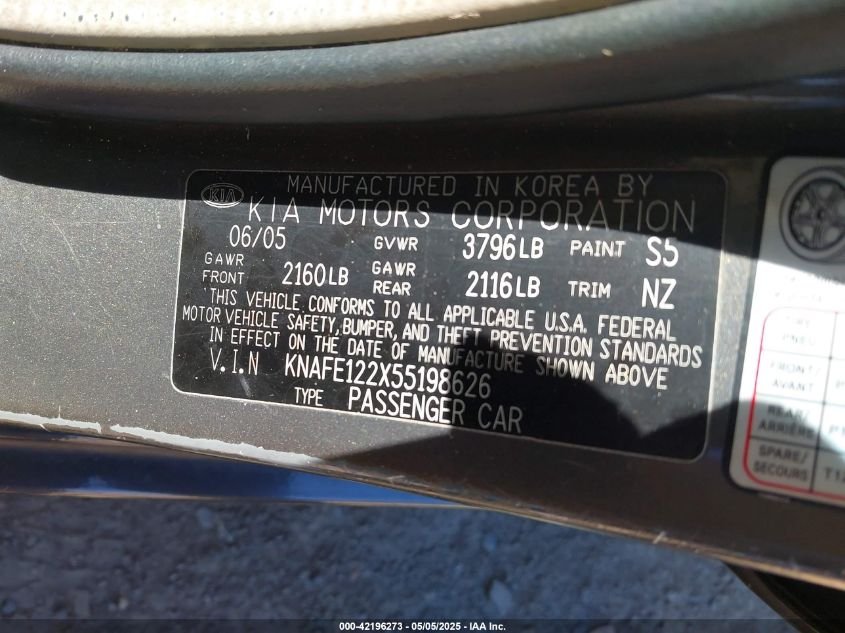 KIA
MANUFACTURED IN KOREA BY
KIA MOTORS CORPORATION
06/05 GVWR 3796LB PAINT S5
GAWR FRONT 2160LB GAWR REAR 2116LB TRIM NZ
THIS VEHICLE CONFORMS TO ALL APPLICABLE U.S.A. FEDERAL
MOTOR VEHICLE SAFETY, BUMPER, AND THEFT PREVENTION STANDARDS
IN EFFECT ON THE DATE OF MANUFACTURE SHOWN ABOVE
V.I.N KNAFE122X55198626
TYPE PASSENGER CAR
FRONT/
AVANT
REAR/
ARRIÈRE
SPARE/
SECOURS
000-42196273 - 05/05/2025 - IAA Inc.